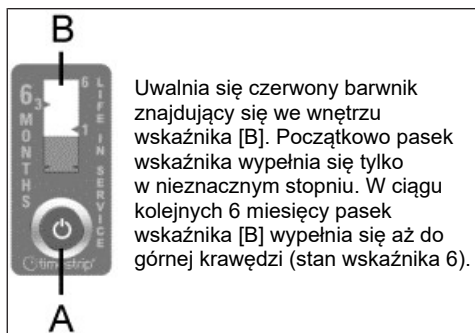 B
6
6
3
1
MONTHS
LIFE IN SERVICE
timestrip
A
Uwalnia się czerwony barwnik
znajdujący się we wnętrzu
wskaźnika [B]. Początkowo pasek
wskaźnika wypełnia się tylko
w nieznacznym stopniu. W ciągu
kolejnych 6 miesięcy pasek
wskaźnika [B] wypełnia się aż do
górnej krawędzi (stan wskaźnika 6).